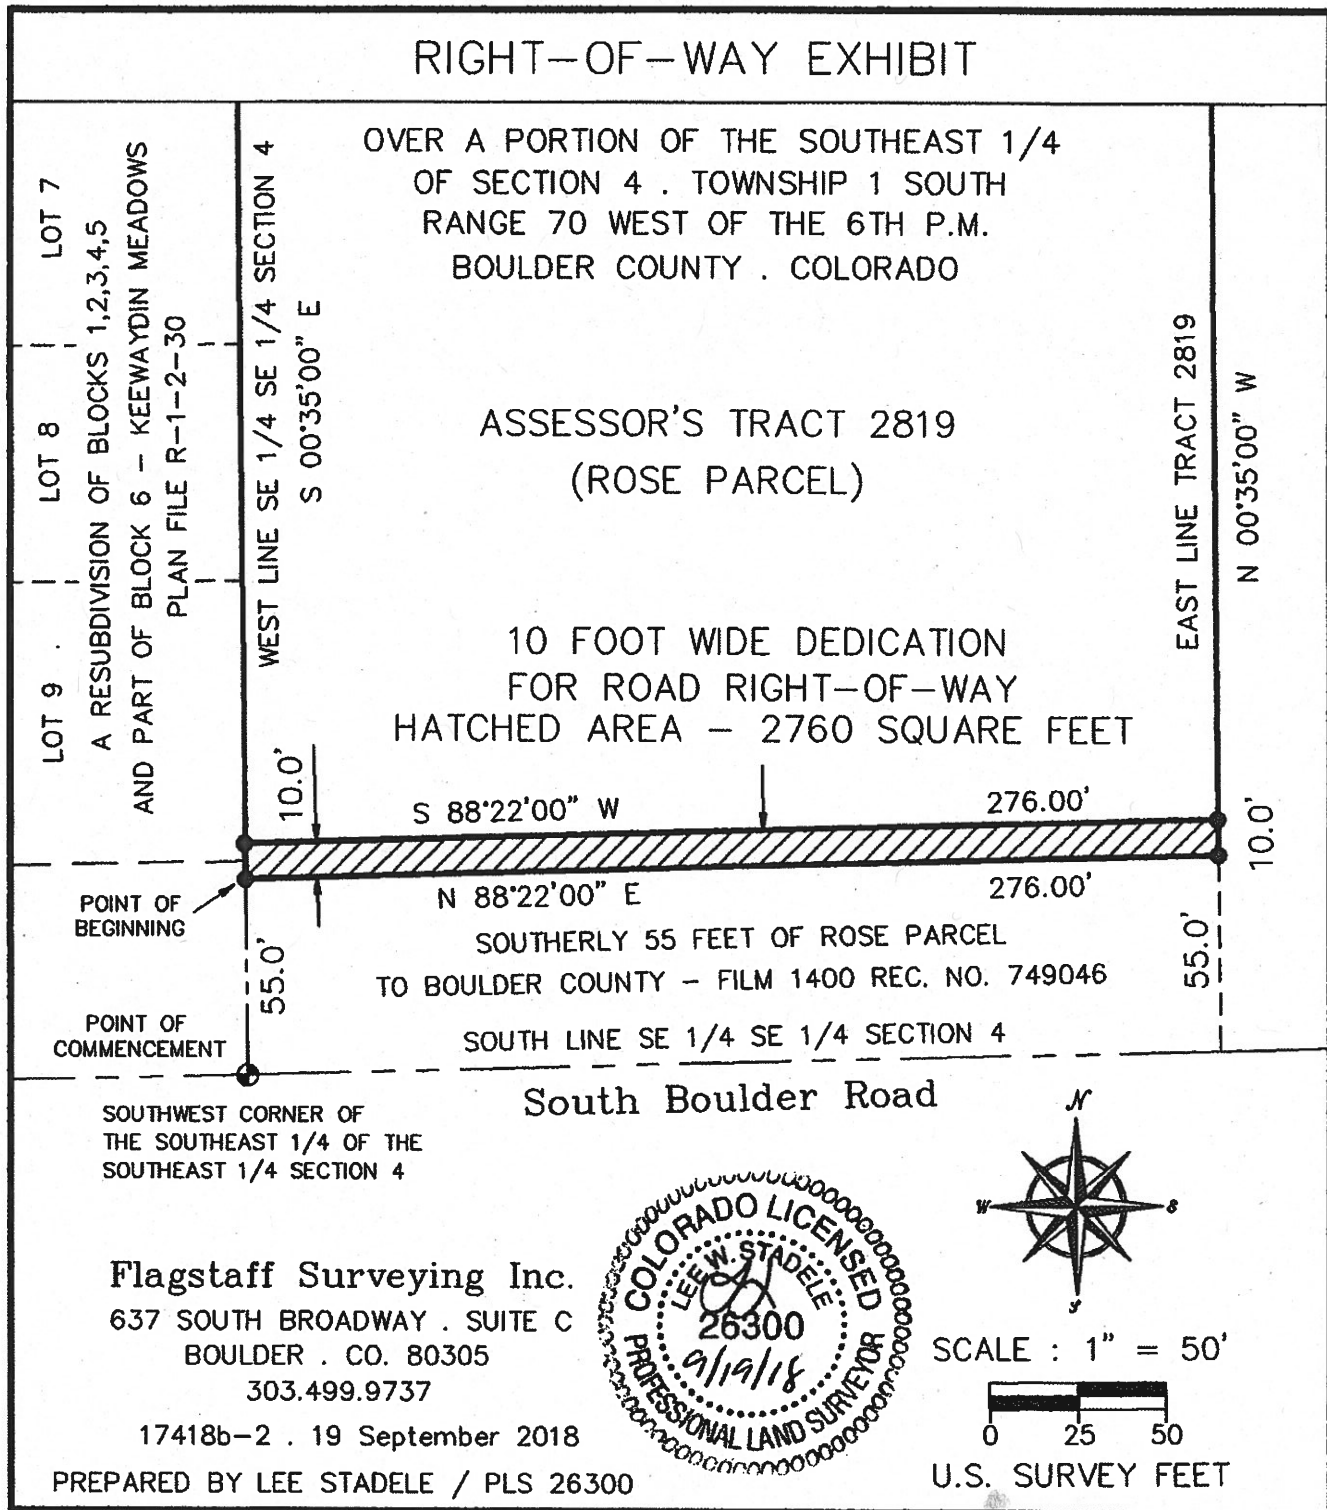 RIGHT-OF-WAY EXHIBIT
OVER A PORTION OF THE SOUTHEAST 1/4
OF SECTION 4 . TOWNSHIP 1 SOUTH
RANGE 70 WEST OF THE 6TH P.M.
BOULDER COUNTY . COLORADO
LOT 7
LOT 8
LOT 9
A RESUBDIVISION OF BLOCKS 1,2,3,4,5
AND PART OF BLOCK 6 - KEEWAYDIN MEADOWS
PLAN FILE R-1-2-30
WEST LINE SE 1/4 SE 1/4 SECTION 4
S 00°35'00" E
ASSESSOR'S TRACT 2819
(ROSE PARCEL)
EAST LINE TRACT 2819
N 00°35'00" W
10 FOOT WIDE DEDICATION
FOR ROAD RIGHT-OF-WAY
HATCHED AREA - 2760 SQUARE FEET
10.0'
S 88°22'00" W
276.00'
10.0'
N 88°22'00" E
276.00'
POINT OF
BEGINNING
55.0'
SOUTHERLY 55 FEET OF ROSE PARCEL
TO BOULDER COUNTY - FILM 1400 REC. NO. 749046
55.0'
POINT OF
COMMENCEMENT
SOUTH LINE SE 1/4 SE 1/4 SECTION 4
South Boulder Road
SOUTHWEST CORNER OF
THE SOUTHEAST 1/4 OF THE
SOUTHEAST 1/4 SECTION 4
N
W
E
S
COLORADO LICENSED
LEE W. STADELE
26300
9/19/18
PROFESSIONAL LAND SURVEYOR
Flagstaff Surveying Inc.
637 SOUTH BROADWAY . SUITE C
BOULDER . CO. 80305
303.499.9737
17418b-2 . 19 September 2018
PREPARED BY LEE STADELE / PLS 26300
SCALE : 1" = 50'
0 25 50
U.S. SURVEY FEET